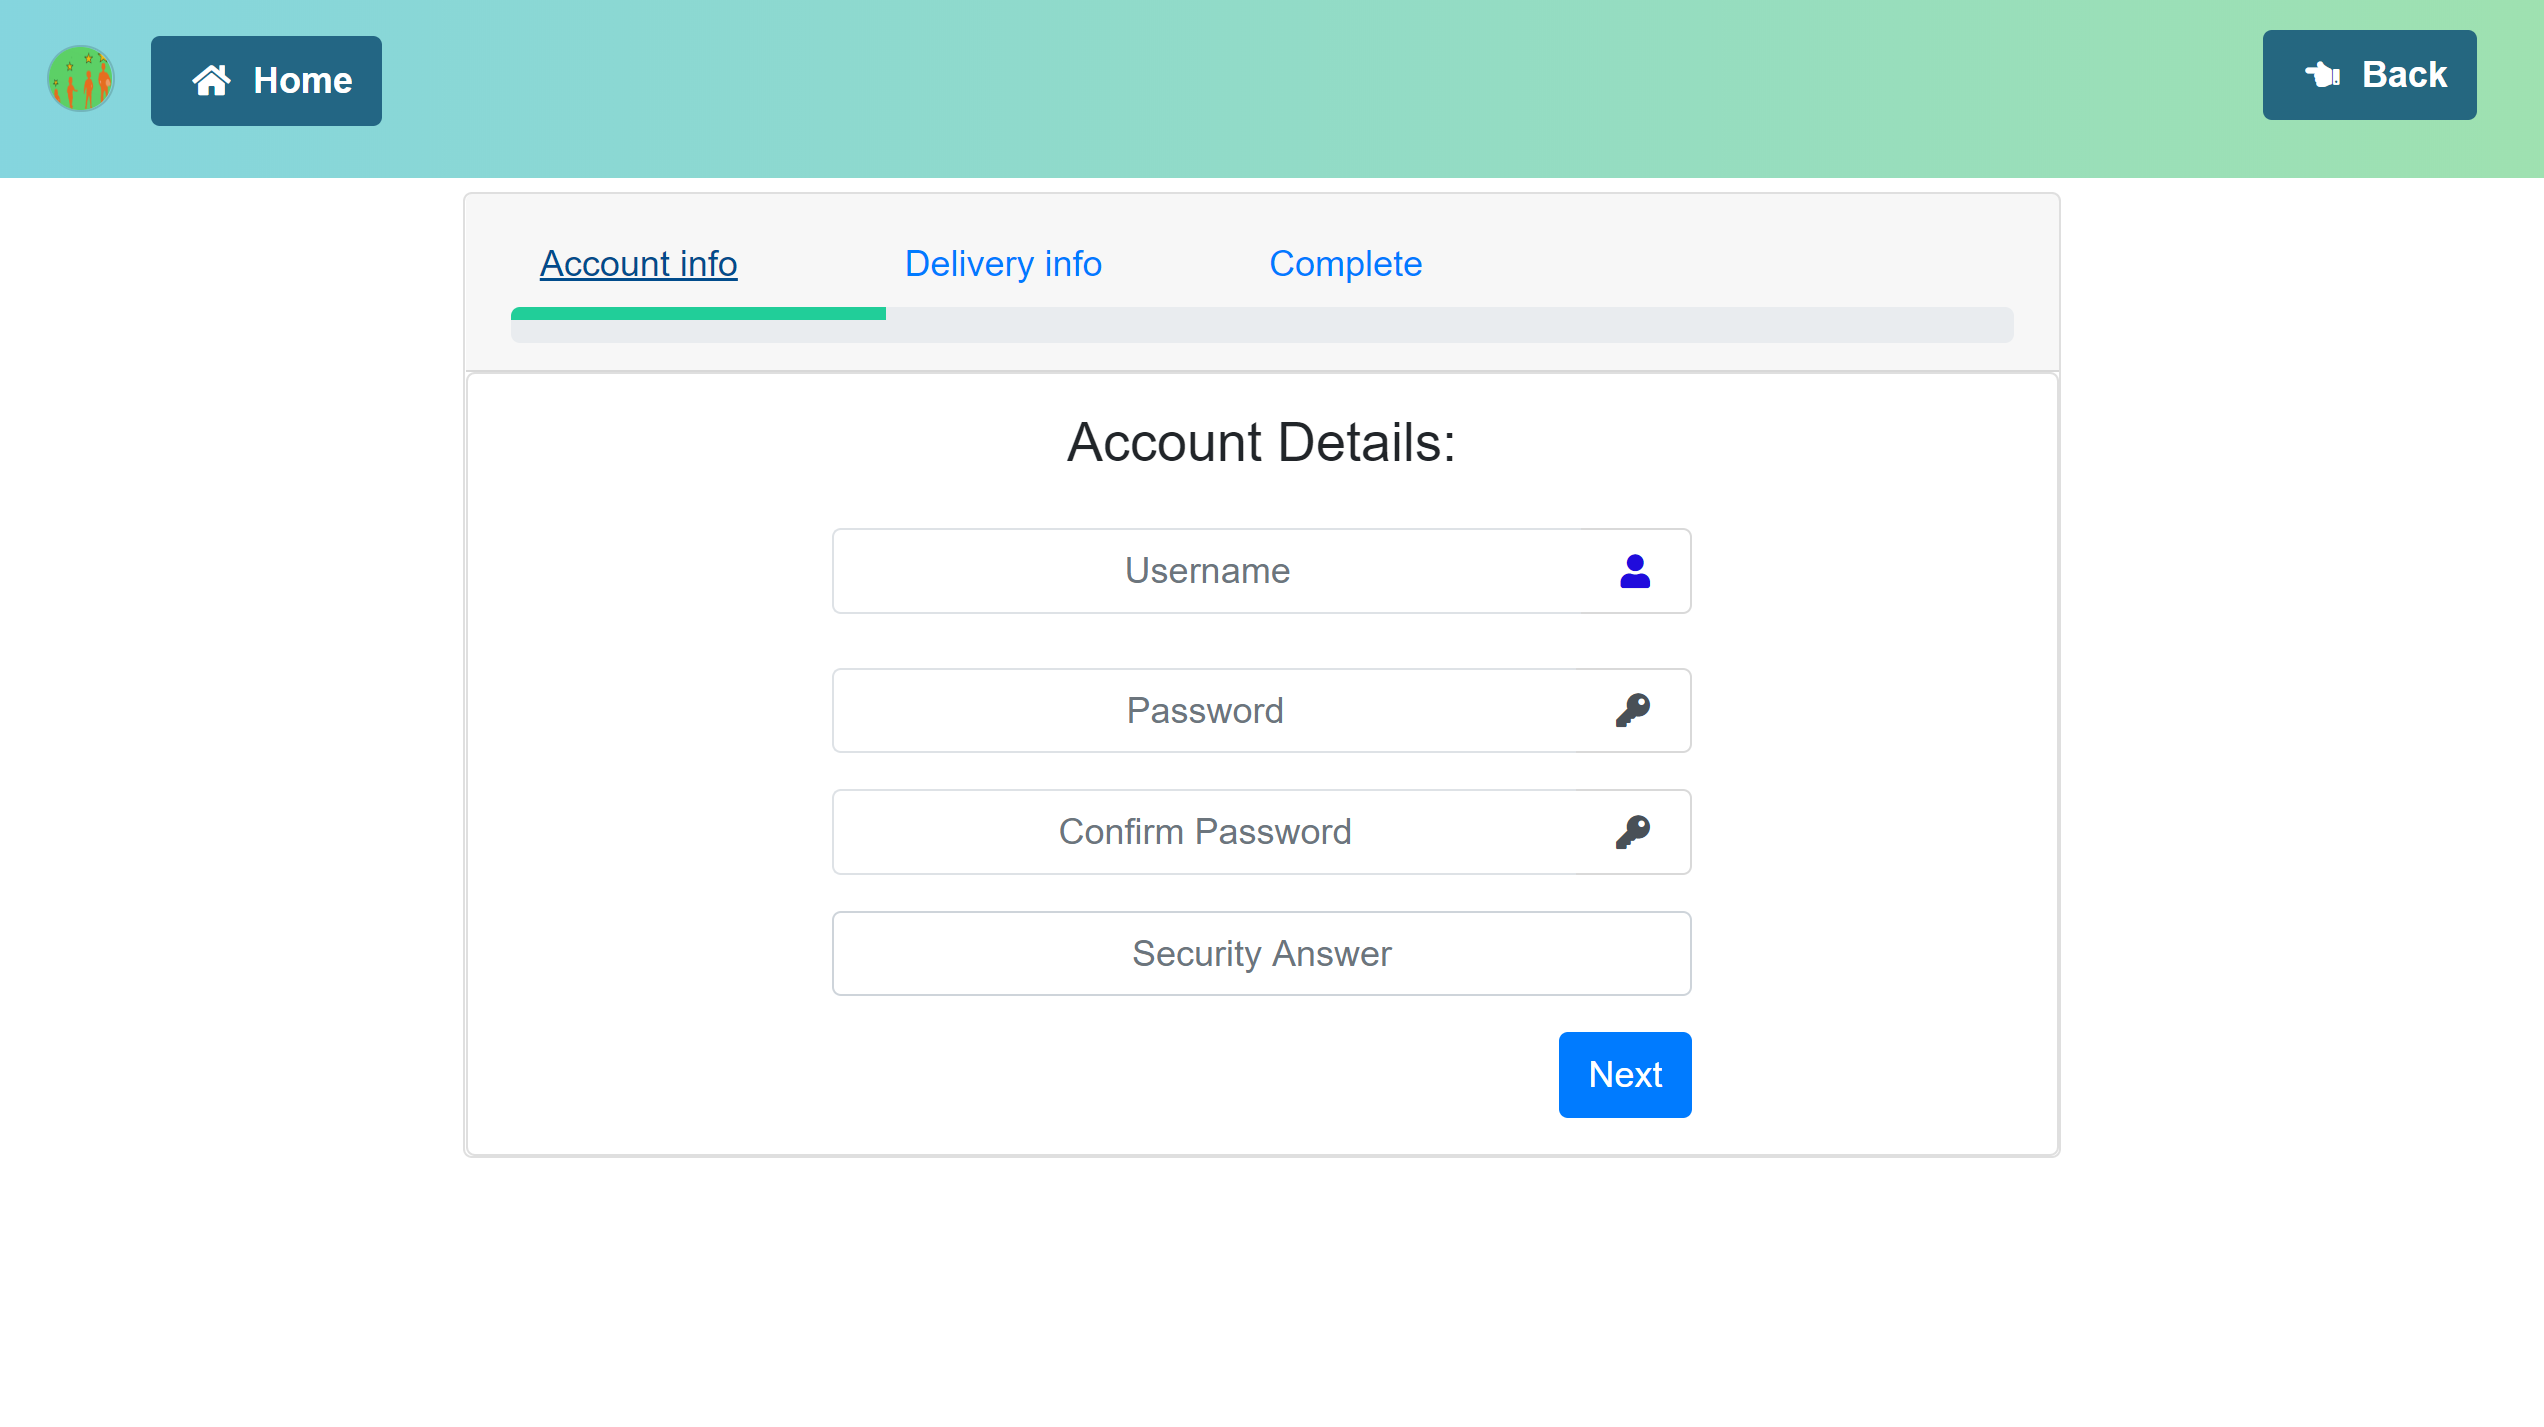 Home
Back
Account info
Delivery info
Complete
Account Details:
Username
Password
Confirm Password
Security Answer
Next